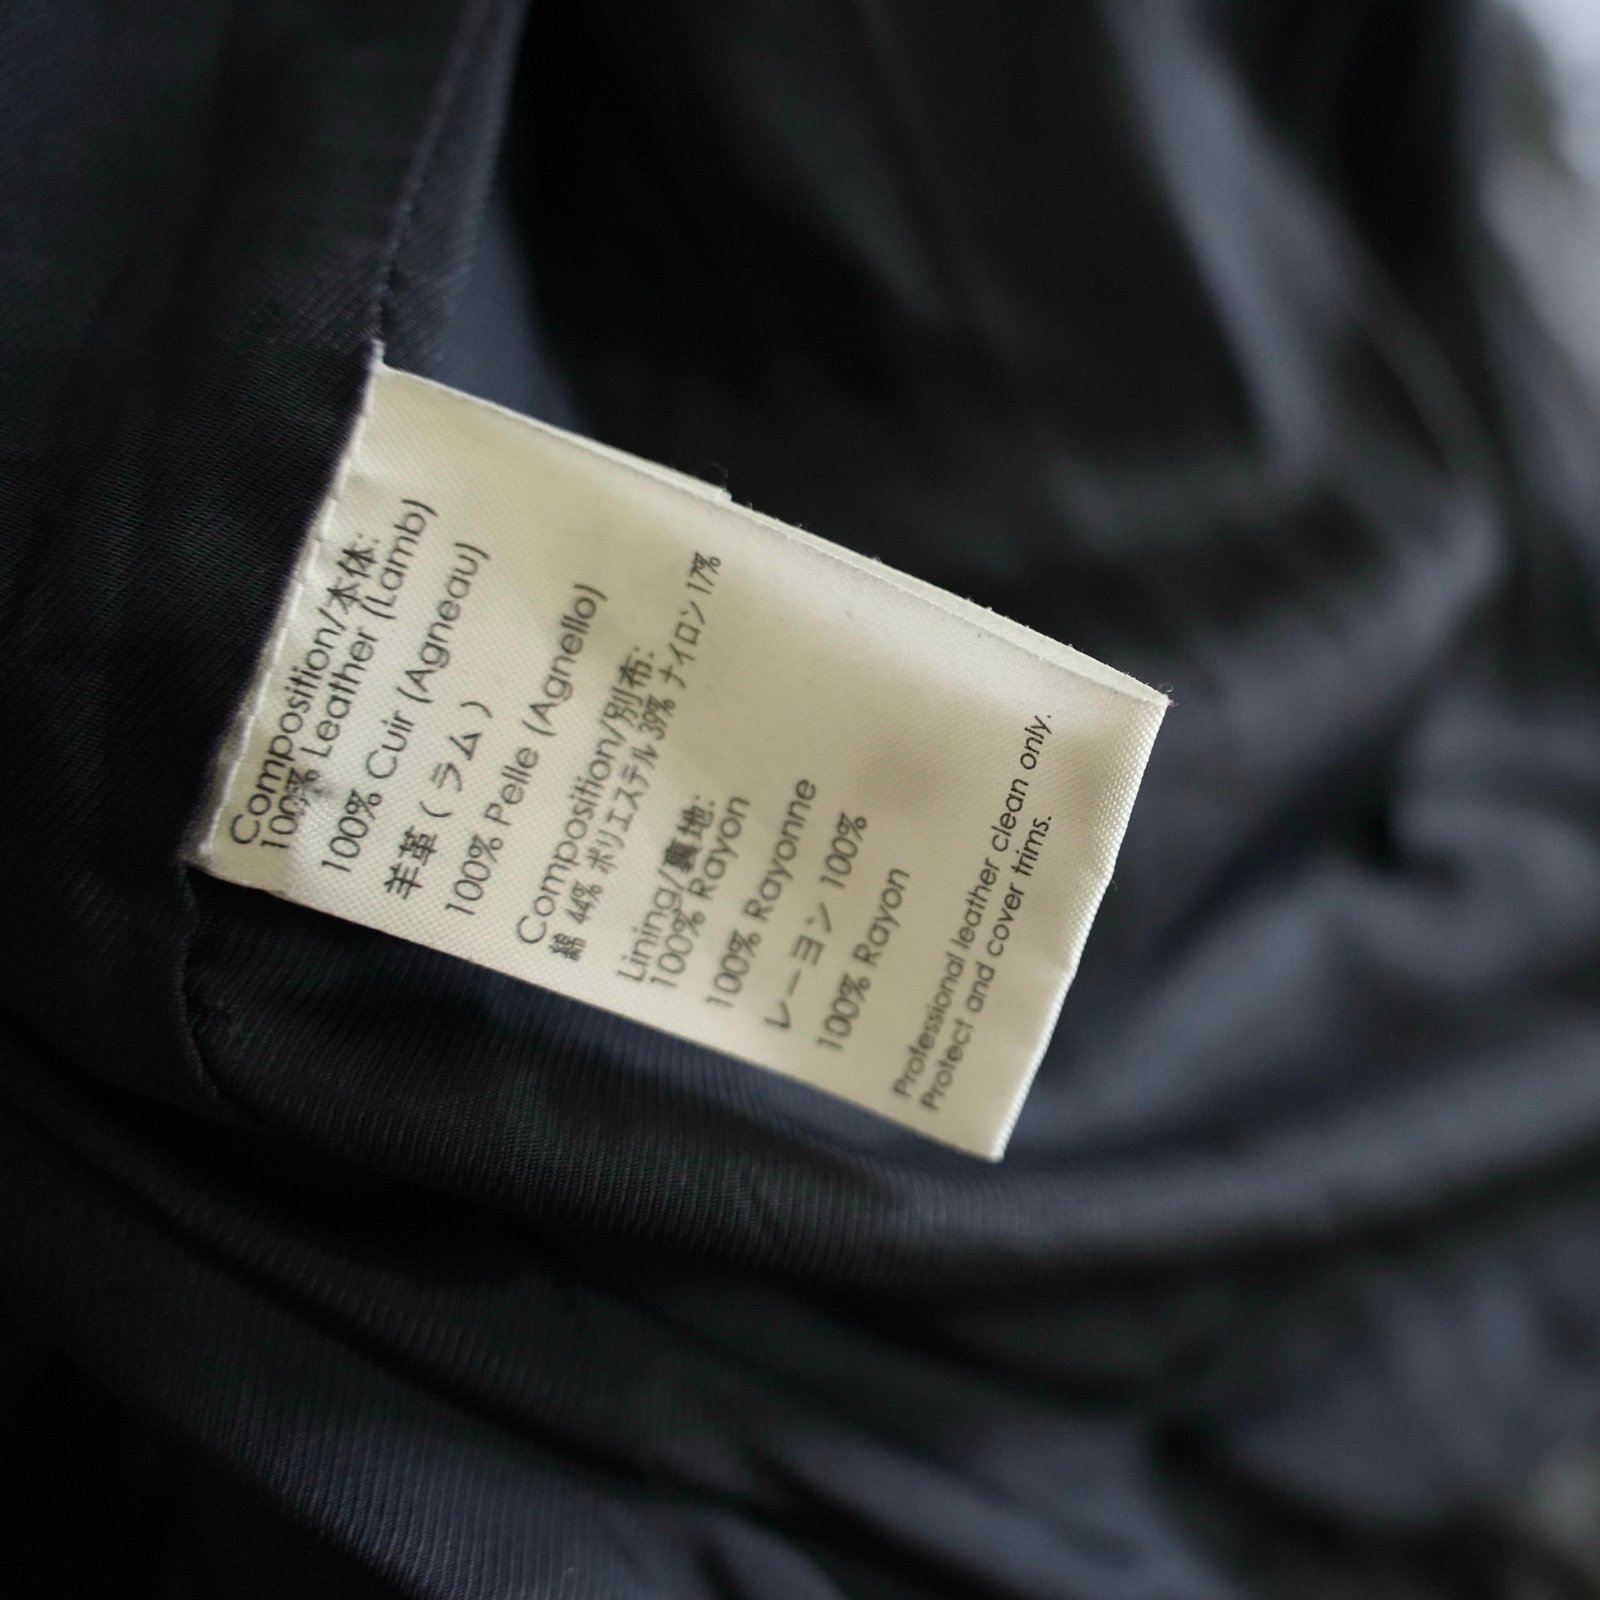 Composition/本体:
100% Leather (Lamb)
100% Cuir (Agneau)
羊革 ( ラム )
100% Pelle (Agnello)
Composition/別布:
綿 44% ポリエステル 39% ナイロン 17%
Lining/裏地:
100% Rayon
100% Rayonne
レーヨン 100%
100% Rayon
Professional leather clean only.
Protect and cover trims.